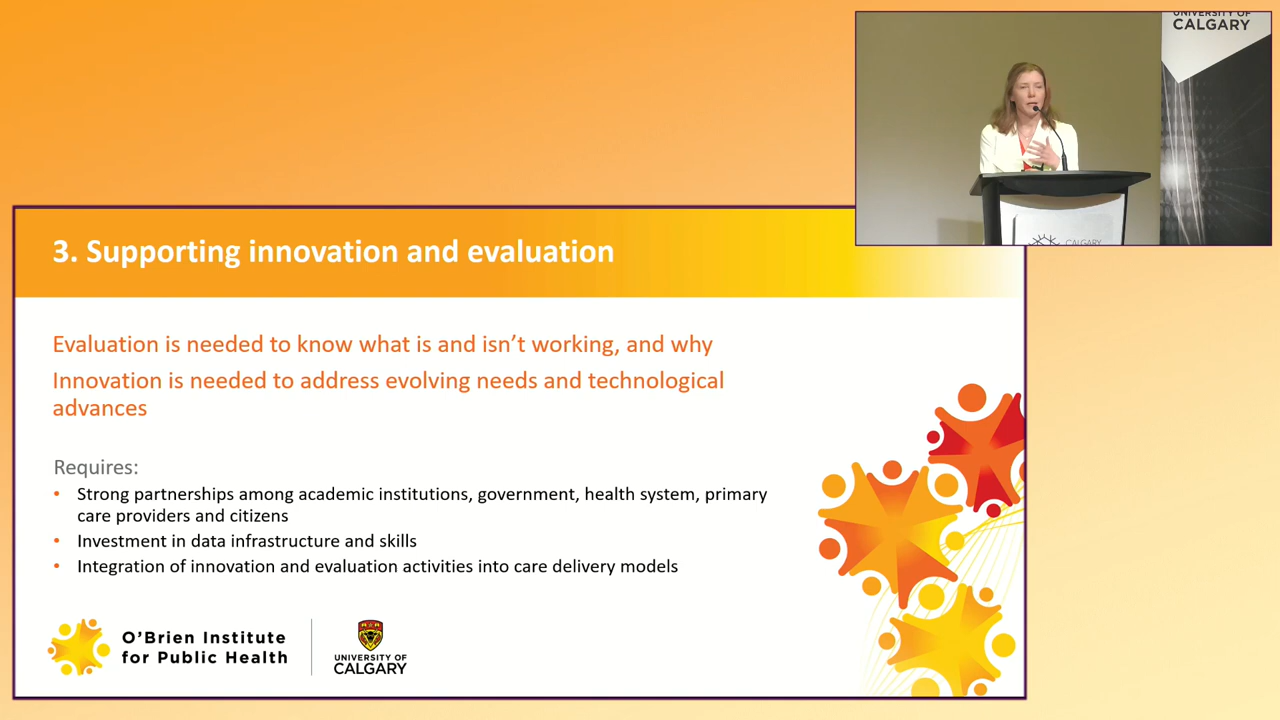 UNIVERSITY OF
CALGARY
CALGARY
3. Supporting innovation and evaluation
Evaluation is needed to know what is and isn’t working, and why
Innovation is needed to address evolving needs and technological
advances
Requires:
• Strong partnerships among academic institutions, government, health system, primary
care providers and citizens
• Investment in data infrastructure and skills
• Integration of innovation and evaluation activities into care delivery models
O’Brien Institute
for Public Health
UNIVERSITY OF
CALGARY